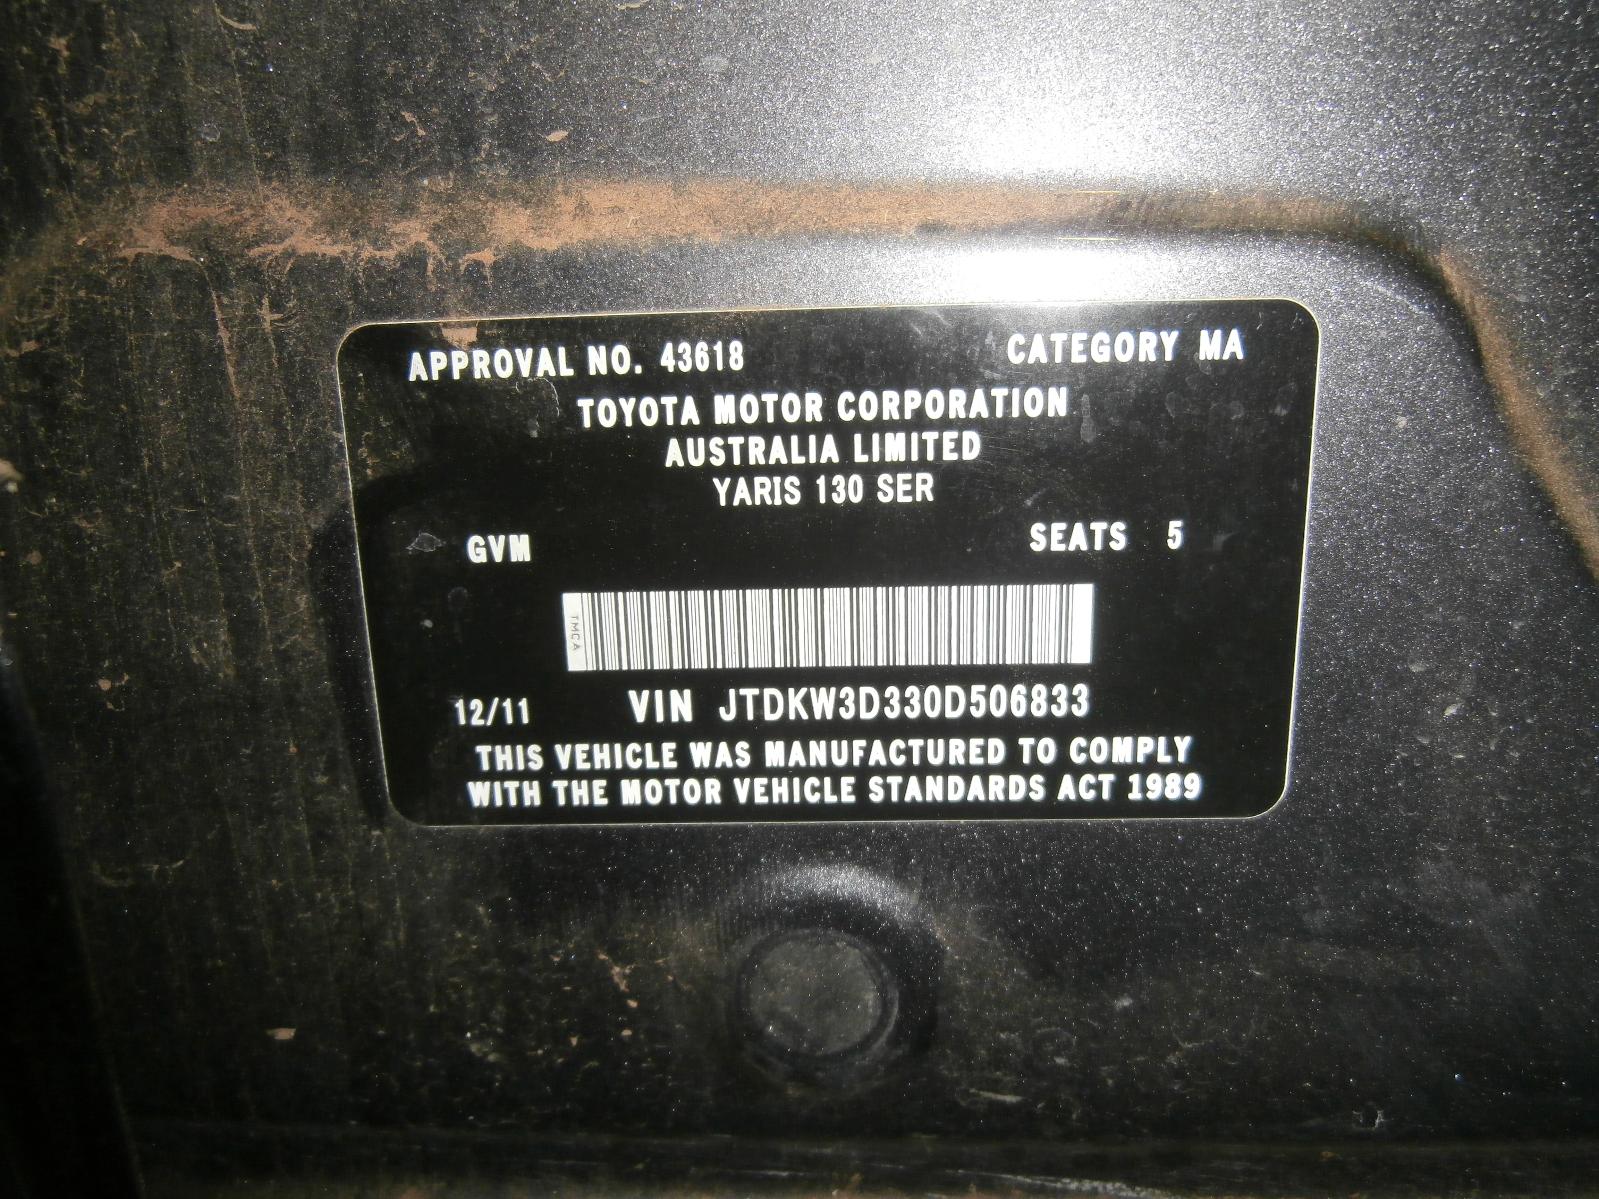 APPROVAL NO. 43618 CATEGORY MA
TOYOTA MOTOR CORPORATION
AUSTRALIA LIMITED
YARIS 130 SER
GVM SEATS 5
TMCA
12/11 VIN JTDKW3D330D506833
THIS VEHICLE WAS MANUFACTURED TO COMPLY
WITH THE MOTOR VEHICLE STANDARDS ACT 1989